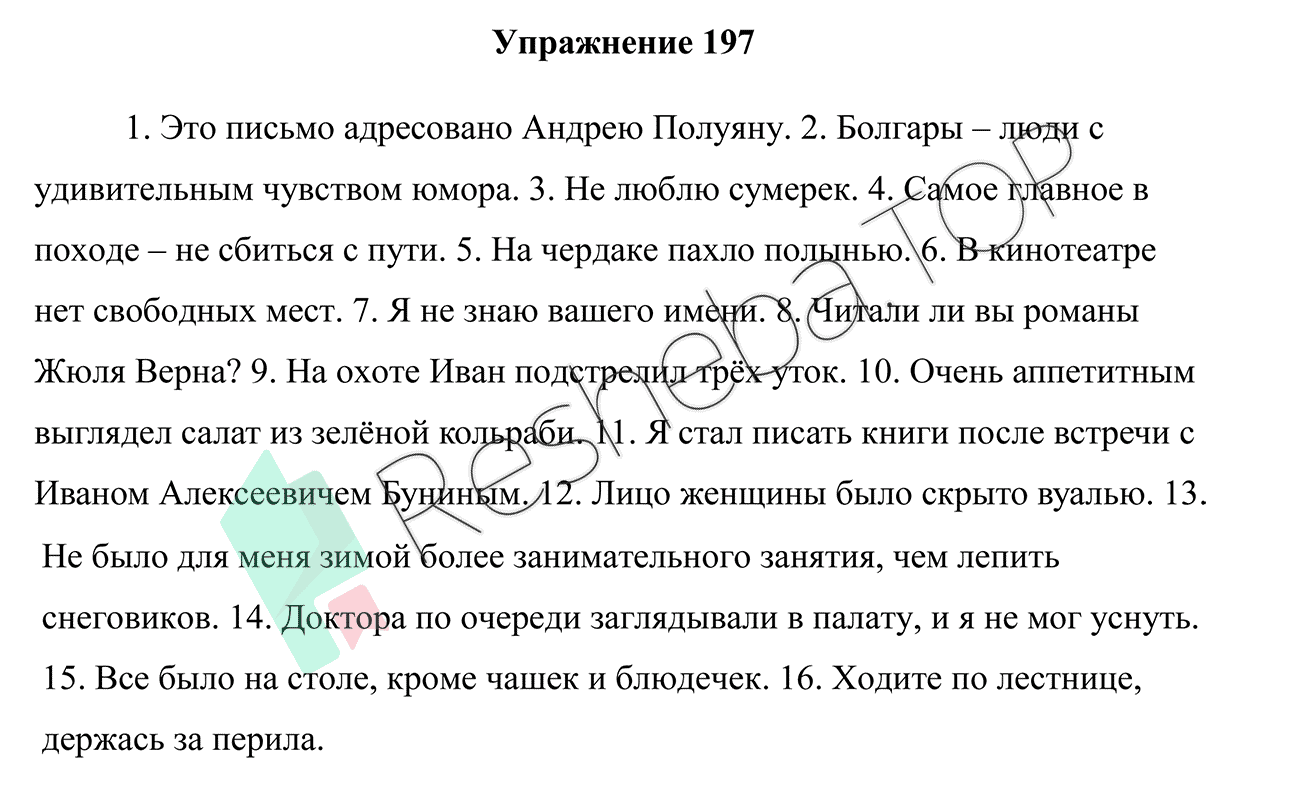 Упражнение 197
1. Это письмо адресовано Андрею Полуяну. 2. Болгары – люди с
удивительным чувством юмора. 3. Не люблю сумерек. 4. Самое главное в
походе – не сбиться с пути. 5. На чердаке пахло полынью. 6. В кинотеатре
нет свободных мест. 7. Я не знаю вашего имени. 8. Читали ли вы романы
Жюля Верна? 9. На охоте Иван подстрелил трёх уток. 10. Очень аппетитным
выглядел салат из зелёной кольраби. 11. Я стал писать книги после встречи с
Иваном Алексеевичем Буниным. 12. Лицо женщины было скрыто вуалью. 13.
Не было для меня зимой более занимательного занятия, чем лепить
снеговиков. 14. Доктора по очереди заглядывали в палату, и я не мог уснуть.
15. Все было на столе, кроме чашек и блюдечек. 16. Ходите по лестнице,
держась за перила.
Resheba.TOP